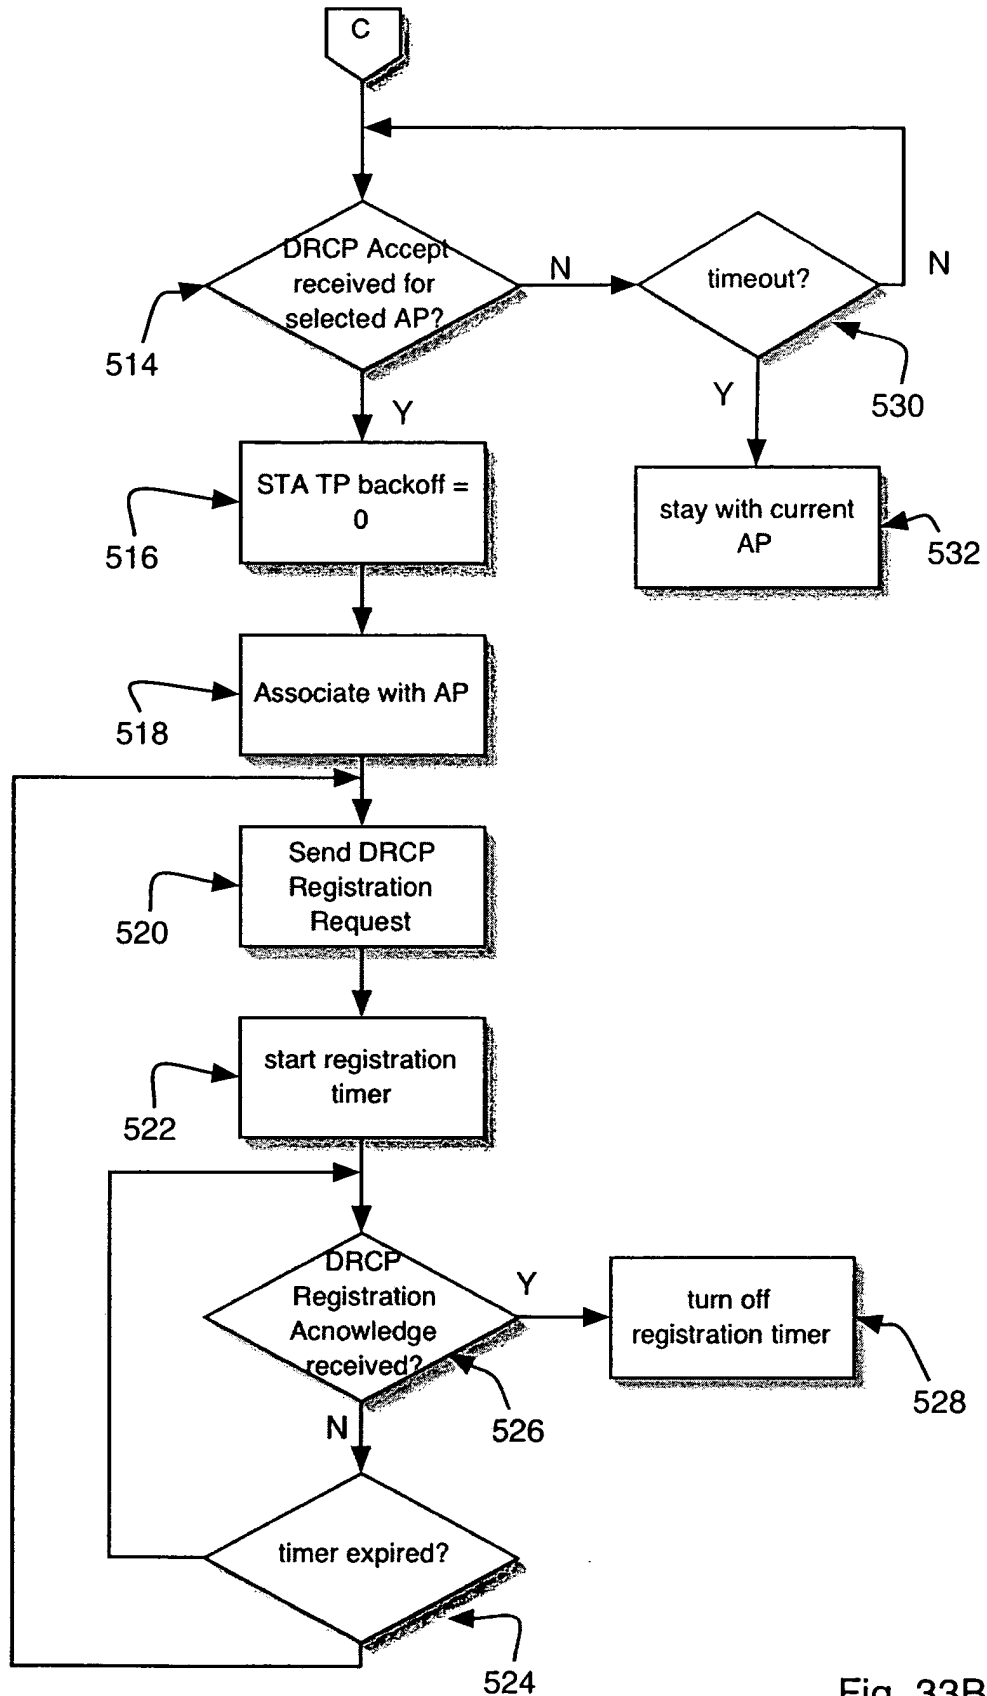 C
DRCP Accept
received for
selected AP?
N
timeout?
N
514
530
Y
Y
STA TP backoff =
0
516
stay with current
AP
532
Associate with AP
518
Send DRCP
Registration
Request
520
start registration
timer
522
DRCP
Registration
Acnowledge
received?
Y
turn off
registration timer
526
528
N
timer expired?
524
Fig. 33B